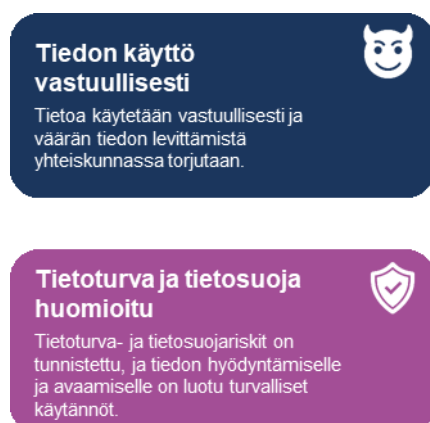 Tiedon käyttö
vastuullisesti
Tietoa käytetään vastuullisesti ja
väärän tiedon levittämistä
yhteiskunnassa torjutaan.
Tietoturva ja tietosuoja
huomioitu
Tietoturva- ja tietosuojariskit on
tunnistettu, ja tiedon hyödyntämiselle
ja avaamiselle on luotu turvalliset
käytännöt.